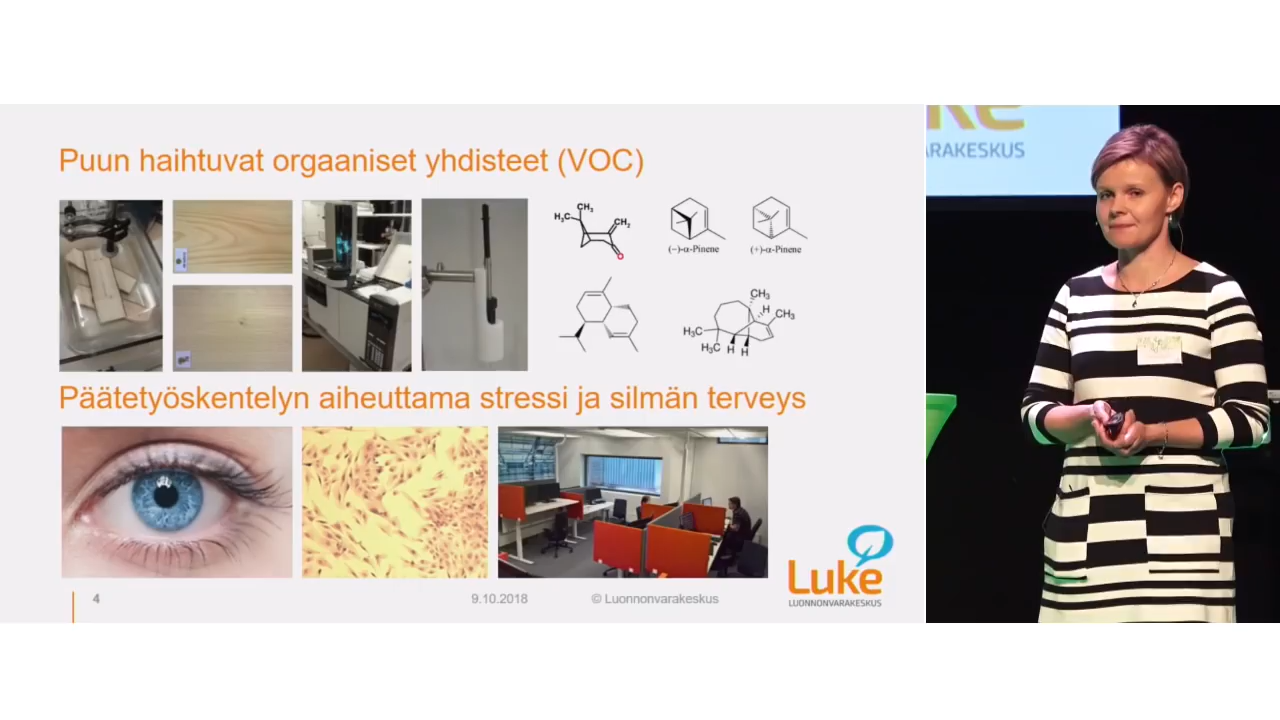 Puun haihtuvat orgaaniset yhdisteet (VOC)
CH3
H3C
CH2
O
(−)-α-Pinene
(+)-α-Pinene
CH3
H
CH3
H3C
H3C H H
Päätetyöskentelyn aiheuttama stressi ja silmän terveys
4
9.10.2018
© Luonnonvarakeskus
Luke
LUONNONVARAKESKUS
ke
ARAKESKUS